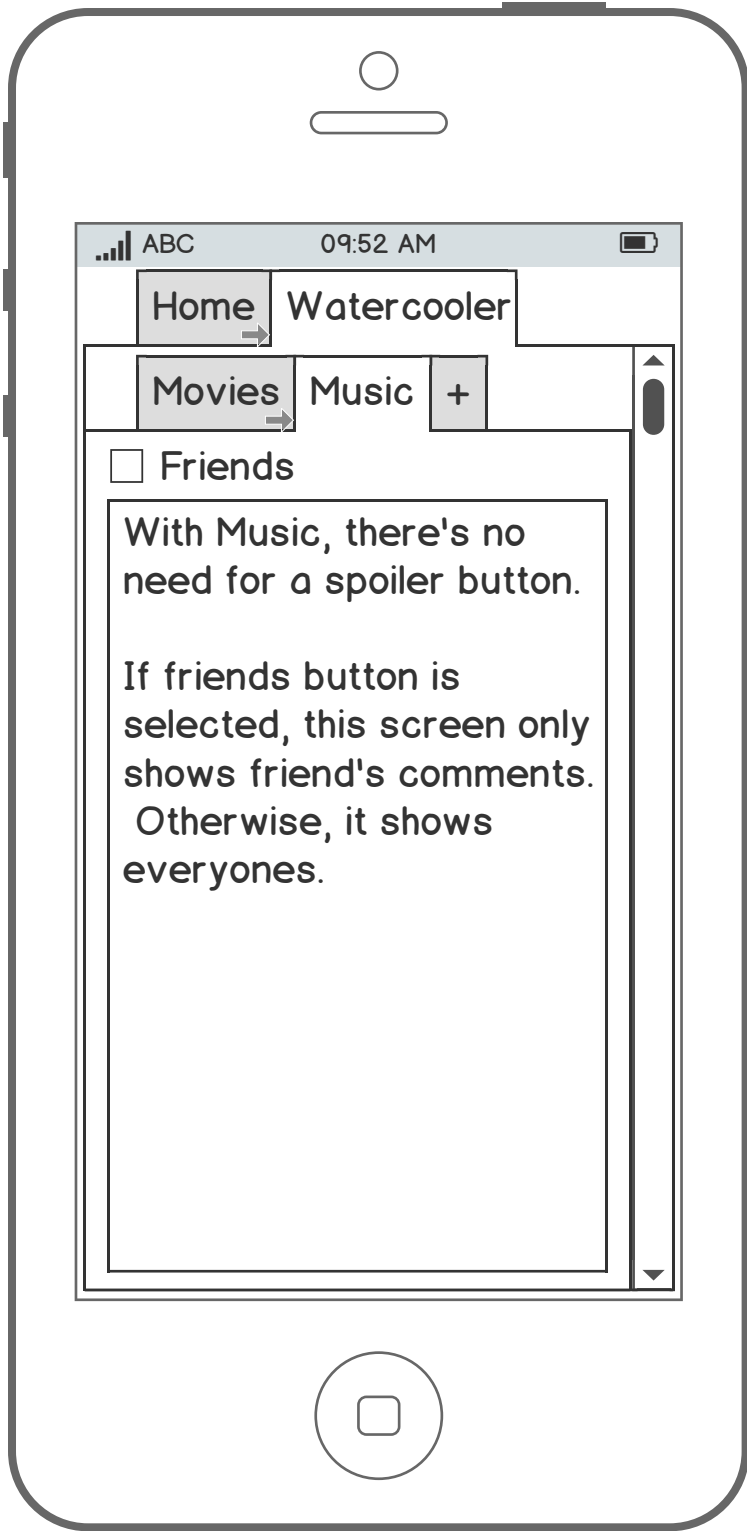 ABC 09:52 AM
Home Watercooler
Movies Music +
Friends
With Music, there's no
need for a spoiler button.
If friends button is
selected, this screen only
shows friend's comments.
Otherwise, it shows
everyones.